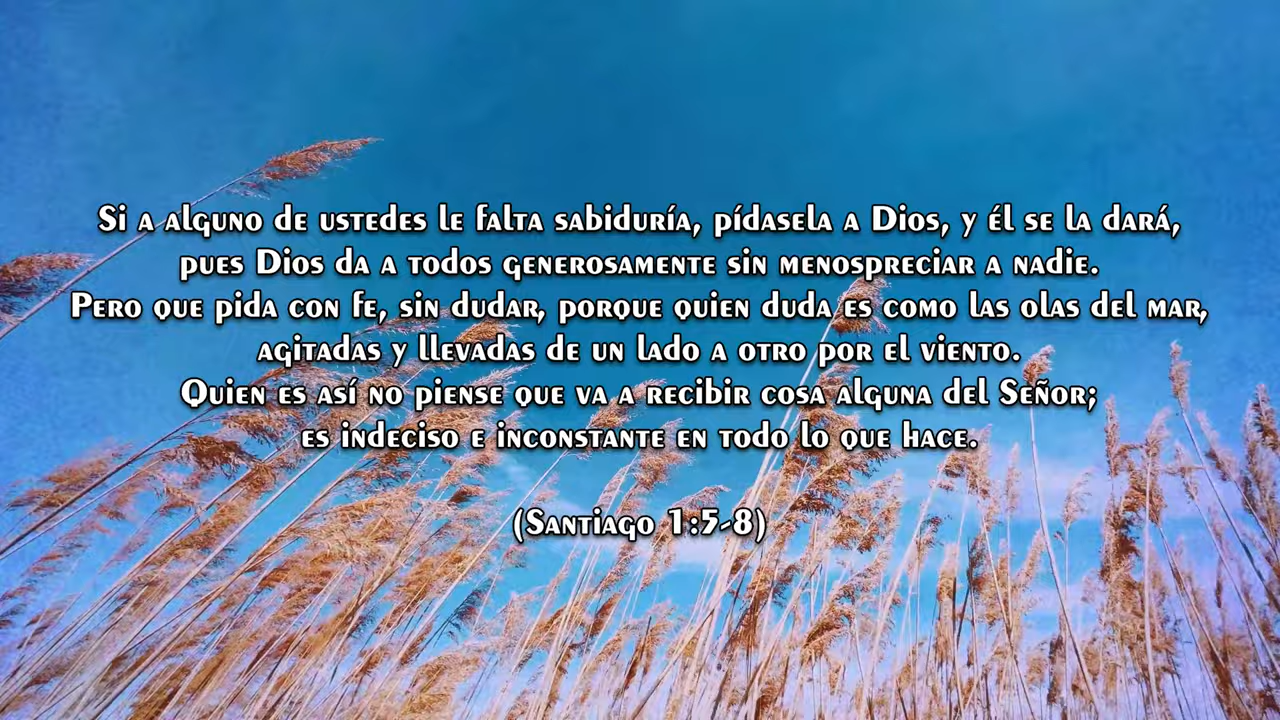 Si a alguno de ustedes le falta sabiduría, pídasela a Dios, y él se la dará,
pues Dios da a todos generosamente sin menospreciar a nadie.
Pero que pida con fe, sin dudar, porque quien duda es como las olas del mar,
agitadas y llevadas de un lado a otro por el viento.
Quien es así no piense que va a recibir cosa alguna del Señor;
es indeciso e inconstante en todo lo que hace.
(Santiago 1:5-8)